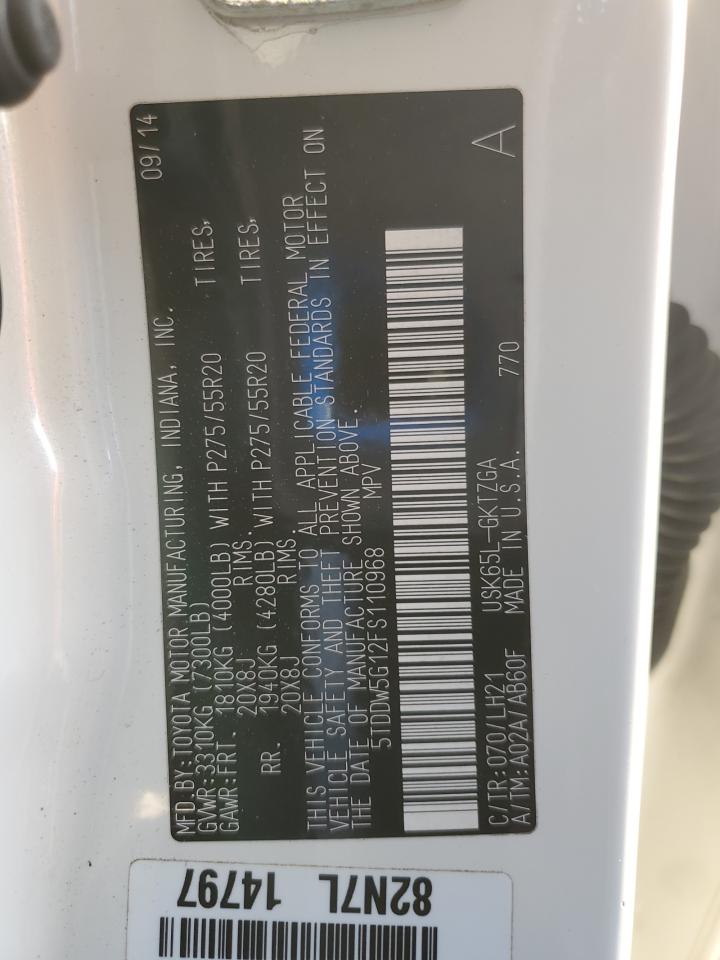 MFD.BY:TOYOTA MOTOR MANUFACTURING, INDIANA, INC. 09/14
GVWR:3310KG (7300LB)
GAWR:FRT. 1810KG (4000LB) WITH P275/55R20 TIRES,
20X8J RIMS.
RR. 1940KG (4280LB) WITH P275/55R20 TIRES,
20X8J RIMS.
THIS VEHICLE CONFORMS TO ALL APPLICABLE FEDERAL MOTOR
VEHICLE SAFETY AND THEFT PREVENTION STANDARDS IN EFFECT ON
THE DATE OF MANUFACTURE SHOWN ABOVE.
5TDDW5G12FS110968 MPV
C/TR:070/LH21 USK65L-GKTZGA 770 A
A/TM:A02A/AB60F MADE IN U.S.A.
82N7L
14797